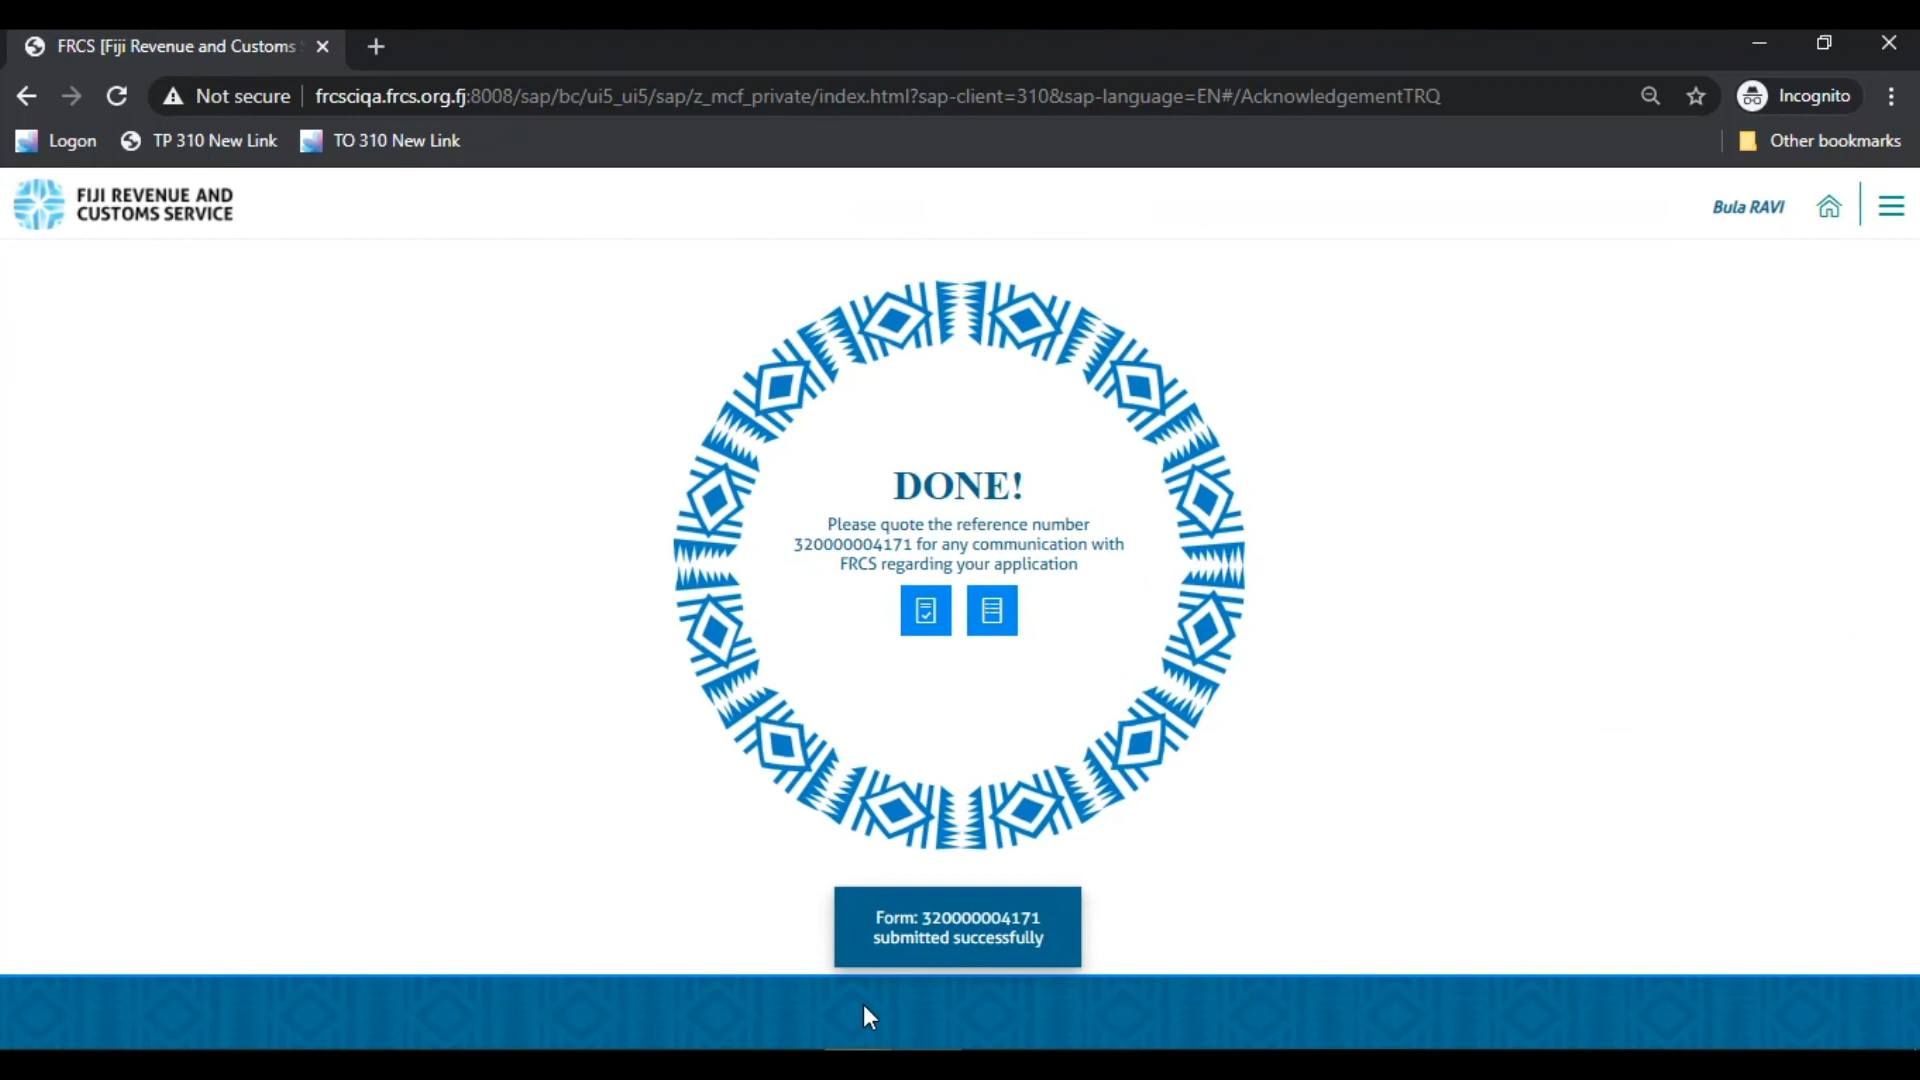 FRCS [Fiji Revenue and Customs
Not secure
frcsciqa.frcs.org.fj:8008/sap/bc/ui5_ui5/sap/z_mcf_private/index.html?sap-client=310&sap-language=EN#/AcknowledgementTRQ
Incognito
Logon
TP 310 New Link
TO 310 New Link
Other bookmarks
FIJI REVENUE AND
CUSTOMS SERVICE
Bula RAVI
DONE!
Please quote the reference number
320000004171 for any communication with
FRCS regarding your application
Form: 320000004171
submitted successfully